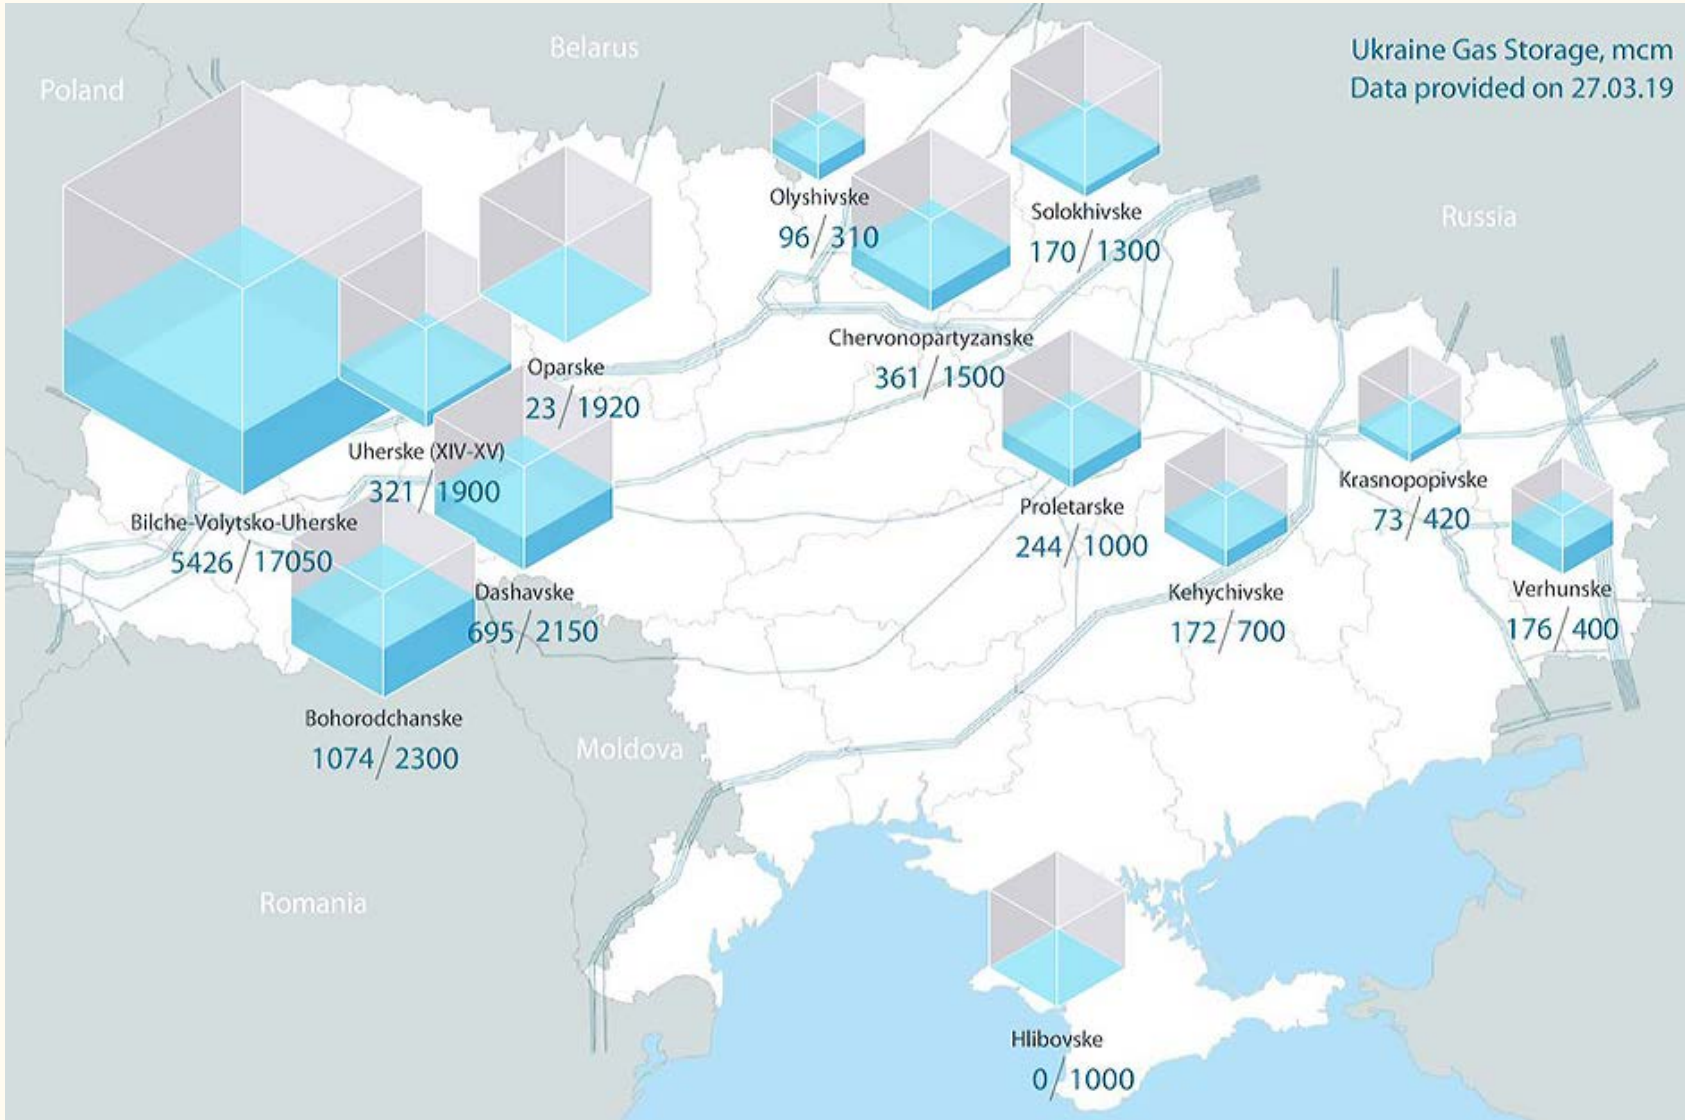 Ukraine Gas Storage, mcm
Data provided on 27.03.19
Belarus
Poland
Russia
Olyshivske
96/310
Solokhivske
170/1300
Chervonopartyzanske
361/1500
Oparske
23/1920
Uherske (XIV-XV)
321/1900
Bilche-Volytsko-Uherske
5426/17050
Dashavske
695/2150
Bohorodchanske
1074/2300
Proletarske
244/1000
Kehychivske
172/700
Krasnopopivske
73/420
Verhunske
176/400
Moldova
Romania
Hlibovske
0/1000